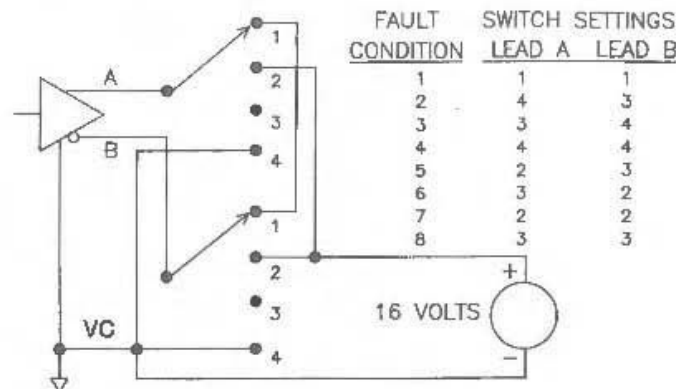 FAULT SWITCH SETTINGS
CONDITION LEAD A LEAD B
1 1 1
2 4 3
3 3 4
4 4 4
5 2 3
6 3 2
7 2 2
8 3 3
A
B
1
2
3
4
1
2
3
4
VC
+
16 VOLTS
-